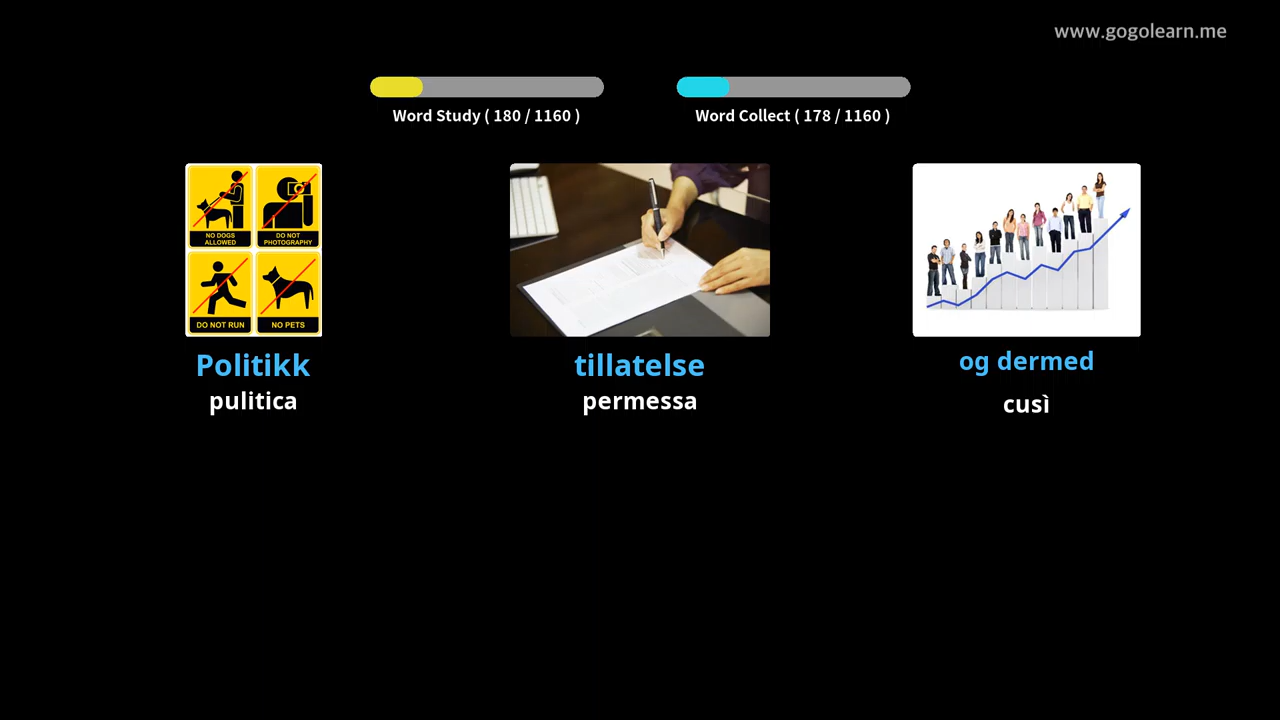 www.gogolearn.me
Word Study ( 180 / 1160 )
Word Collect ( 178 / 1160 )
NO DOGS
ALLOWED
DO NOT
PHOTOGRAPHY
DO NOT RUN
NO PETS
Politikk
pulitica
tillatelse
permessa
og dermed
cusì